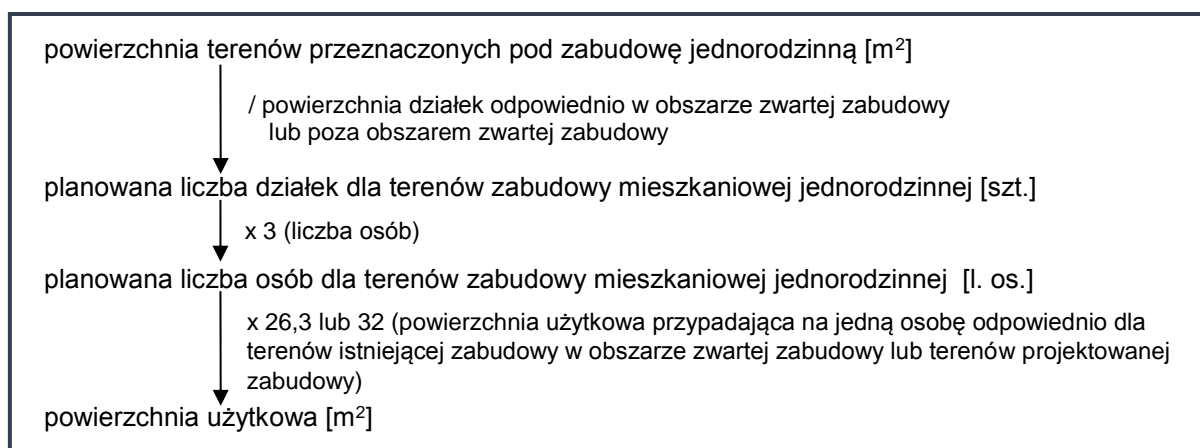 powierzchnia terenów przeznaczonych pod zabudowę jednorodzinną [m²]
/ powierzchnia działek odpowiednio w obszarze zwartej zabudowy
lub poza obszarem zwartej zabudowy
planowana liczba działek dla terenów zabudowy mieszkaniowej jednorodzinnej [szt.]
x 3 (liczba osób)
planowana liczba osób dla terenów zabudowy mieszkaniowej jednorodzinnej [l. os.]
x 26,3 lub 32 (powierzchnia użytkowa przypadająca na jedną osobę odpowiednio dla
terenów istniejącej zabudowy w obszarze zwartej zabudowy lub terenów projektowanej
zabudowy)
powierzchnia użytkowa [m²]